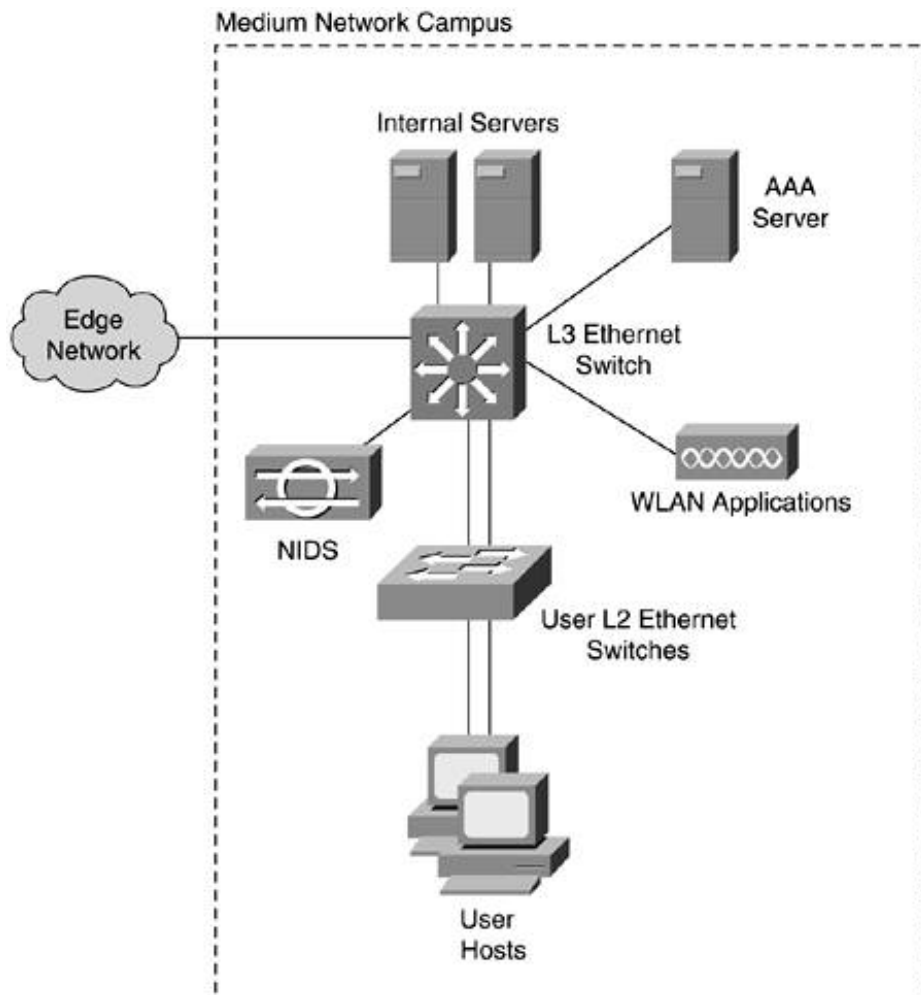 Medium Network Campus
Internal Servers
AAA
Server
Edge
Network
L3 Ethernet
Switch
NIDS
WLAN Applications
User L2 Ethernet
Switches
User
Hosts